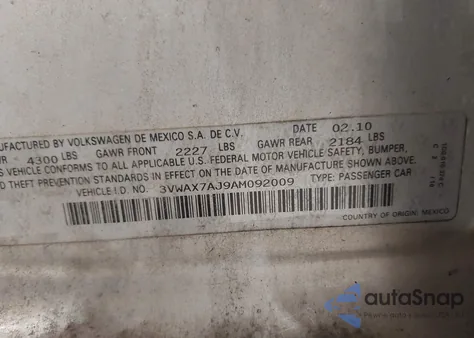 MANUFACTURED BY VOLKSWAGEN DE MEXICO S.A. DE C.V. DATE 02.10
4300 LBS GAWR FRONT 2227 LBS GAWR REAR 2184 LBS
VEHICLE CONFORMS TO ALL APPLICABLE U.S. FEDERAL MOTOR VEHICLE SAFETY, BUMPER,
THEFT PREVENTION STANDARDS IN EFFECT ON THE DATE OF MANUFACTURE SHOWN ABOVE.
VEHICLE I.D. NO. 3VWAX7AJ9AM092009 TYPE: PASSENGER CAR
COUNTRY OF ORIGIN: MEXICO
autoSnap